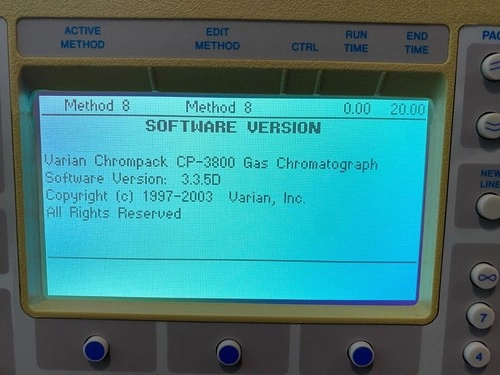 ACTIVE METHOD EDIT METHOD CTRL RUN TIME END TIME
Method 8 Method 8 0.00 20.00
SOFTWARE VERSION
Varian Chrompack CP-3800 Gas Chromatograph
Software Version: 3.3.5D
Copyright (c) 1997-2003 Varian, Inc.
All Rights Reserved
NEW
LINE
7
4